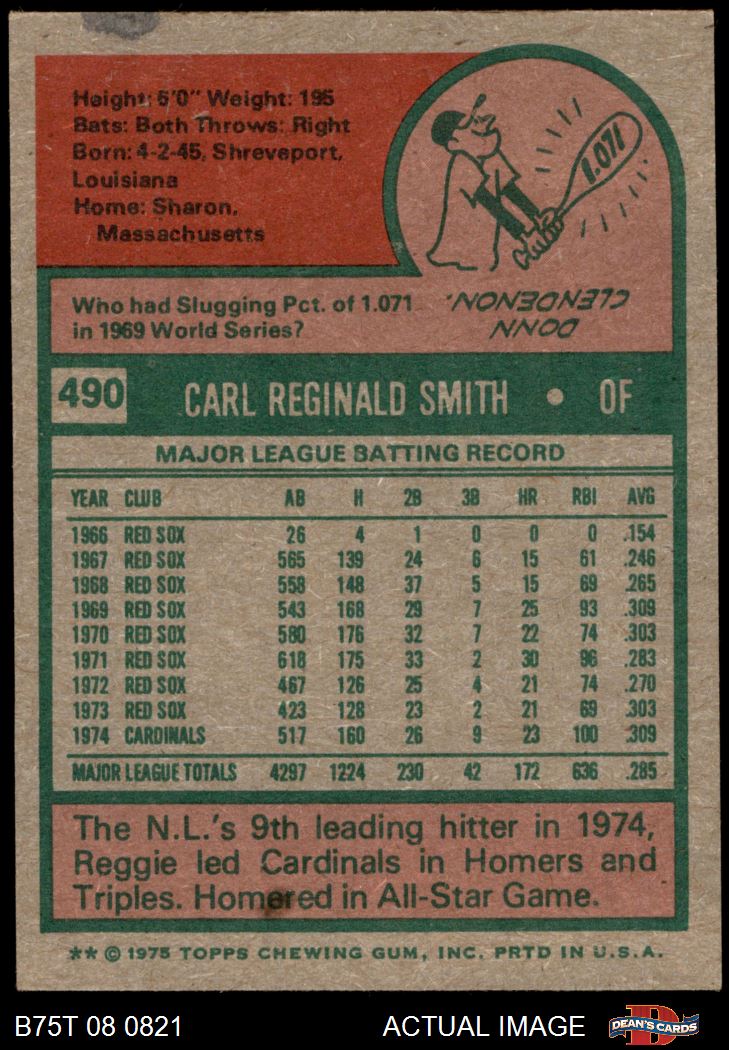 Height: 6'0" Weight: 195
Bats: Both Throws: Right
Born: 4-2-45, Shreveport,
Louisiana
Home: Sharon,
Massachusetts
1.071
Who had Slugging Pct. of 1.071
in 1969 World Series?
DONN
CLENDENON.
490 CARL REGINALD SMITH • OF
MAJOR LEAGUE BATTING RECORD
YEAR CLUB AB H 2B 3B HR RBI AVG
1966 RED SOX 26 4 1 0 0 0 .154
1967 RED SOX 565 139 24 6 15 61 .246
1968 RED SOX 558 148 37 5 15 69 .265
1969 RED SOX 543 168 29 7 25 93 .309
1970 RED SOX 580 176 32 7 22 74 .303
1971 RED SOX 618 175 33 2 30 96 .283
1972 RED SOX 467 126 25 4 21 74 .270
1973 RED SOX 423 128 23 2 21 69 .303
1974 CARDINALS 517 160 26 9 23 100 .309
MAJOR LEAGUE TOTALS 4297 1224 230 42 172 636 .285
The N.L.'s 9th leading hitter in 1974,
Reggie led Cardinals in Homers and
Triples. Homered in All-Star Game.
** © 1975 TOPPS CHEWING GUM, INC. PRTD IN U.S.A.
B75T 08 0821 ACTUAL IMAGE D DEAN'S CARDS